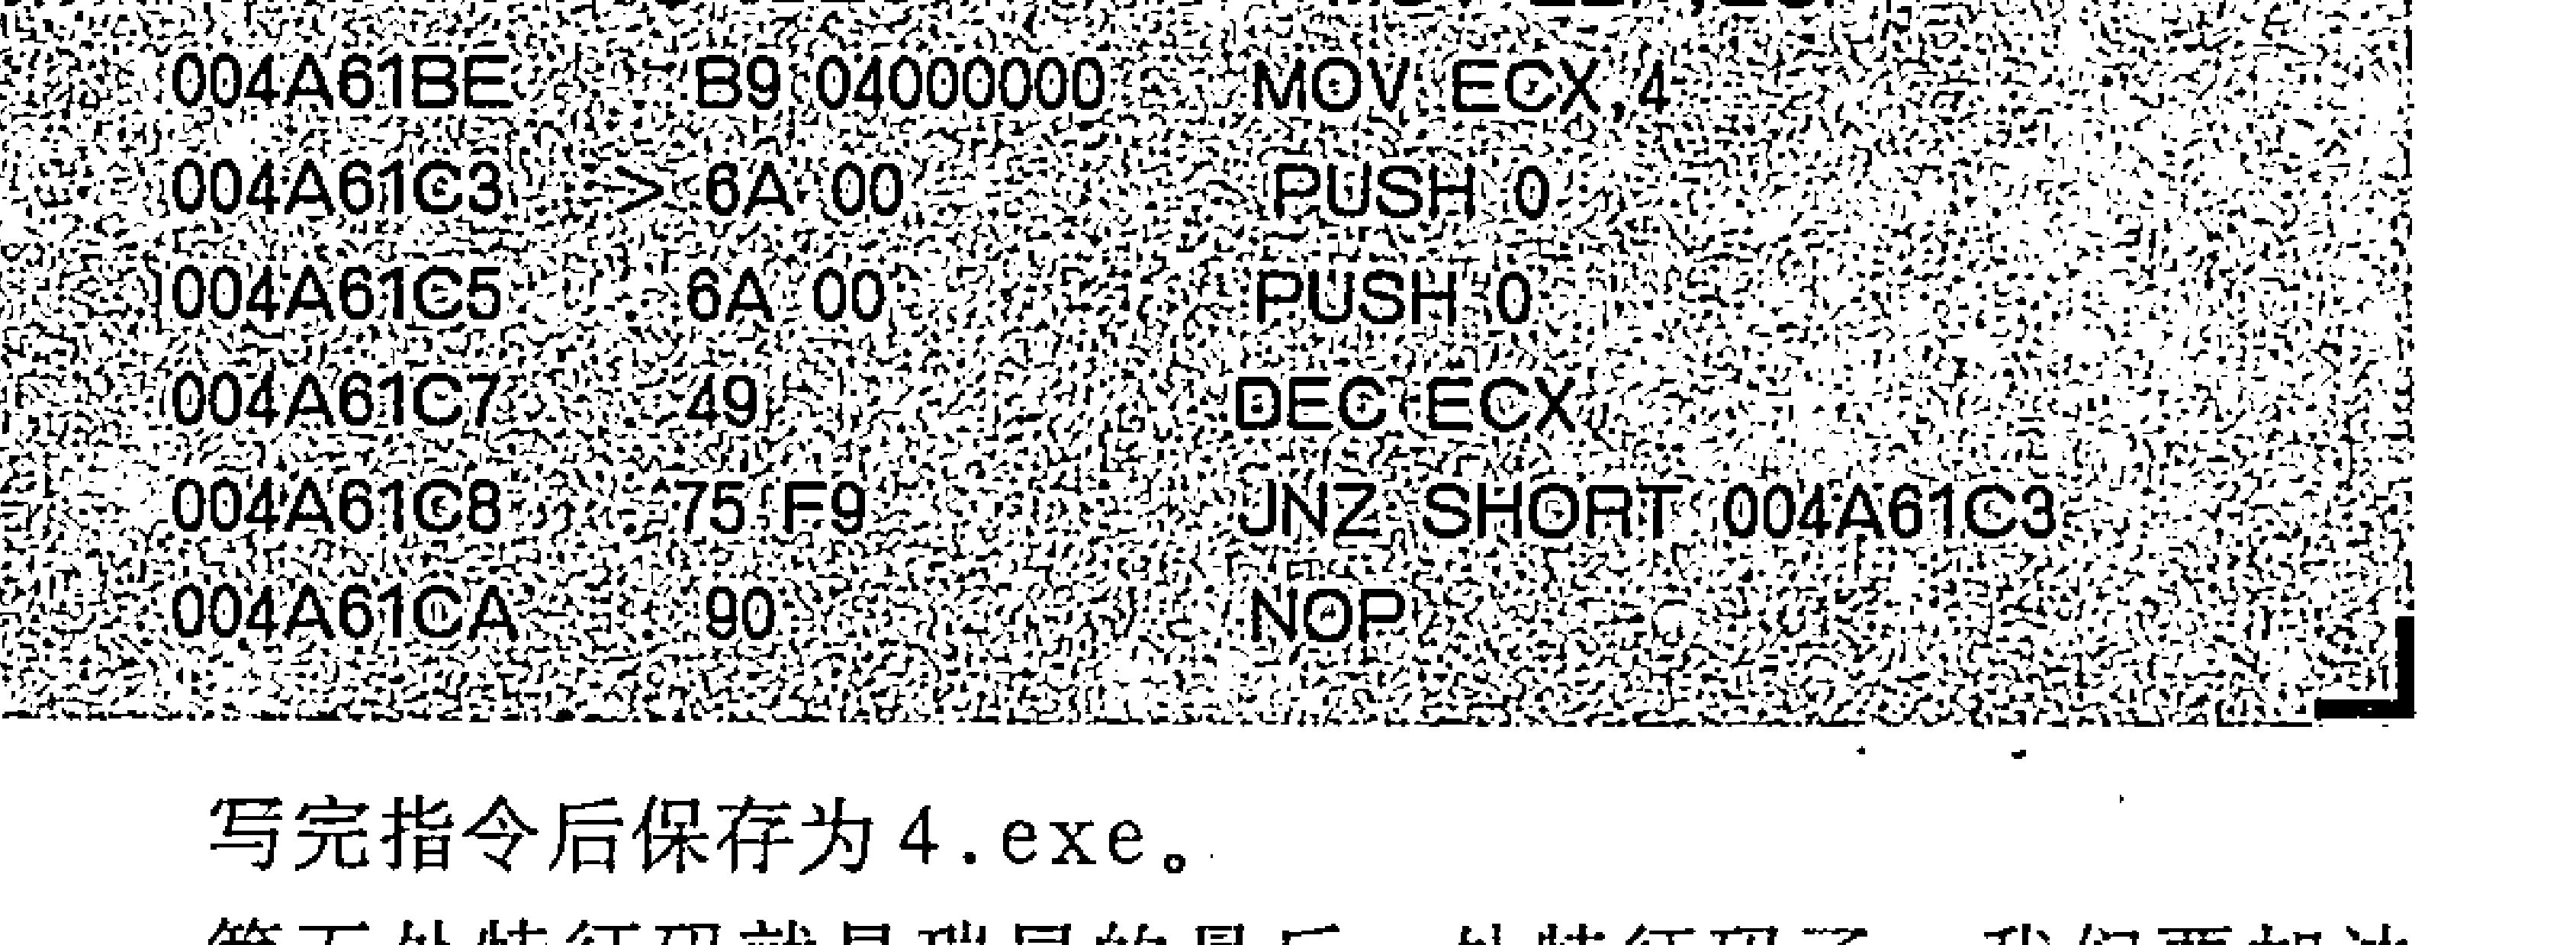 004A61BE B9 04000000 MOV ECX,4
004A61C3 > 6A 00 PUSH 0
004A61C5 . 6A 00 PUSH 0
004A61C7 . 49 DEC ECX
004A61C8 .^75 F9 JNZ SHORT 004A61C3
004A61CA . 90 NOP
写完指令后保存为4.exe。